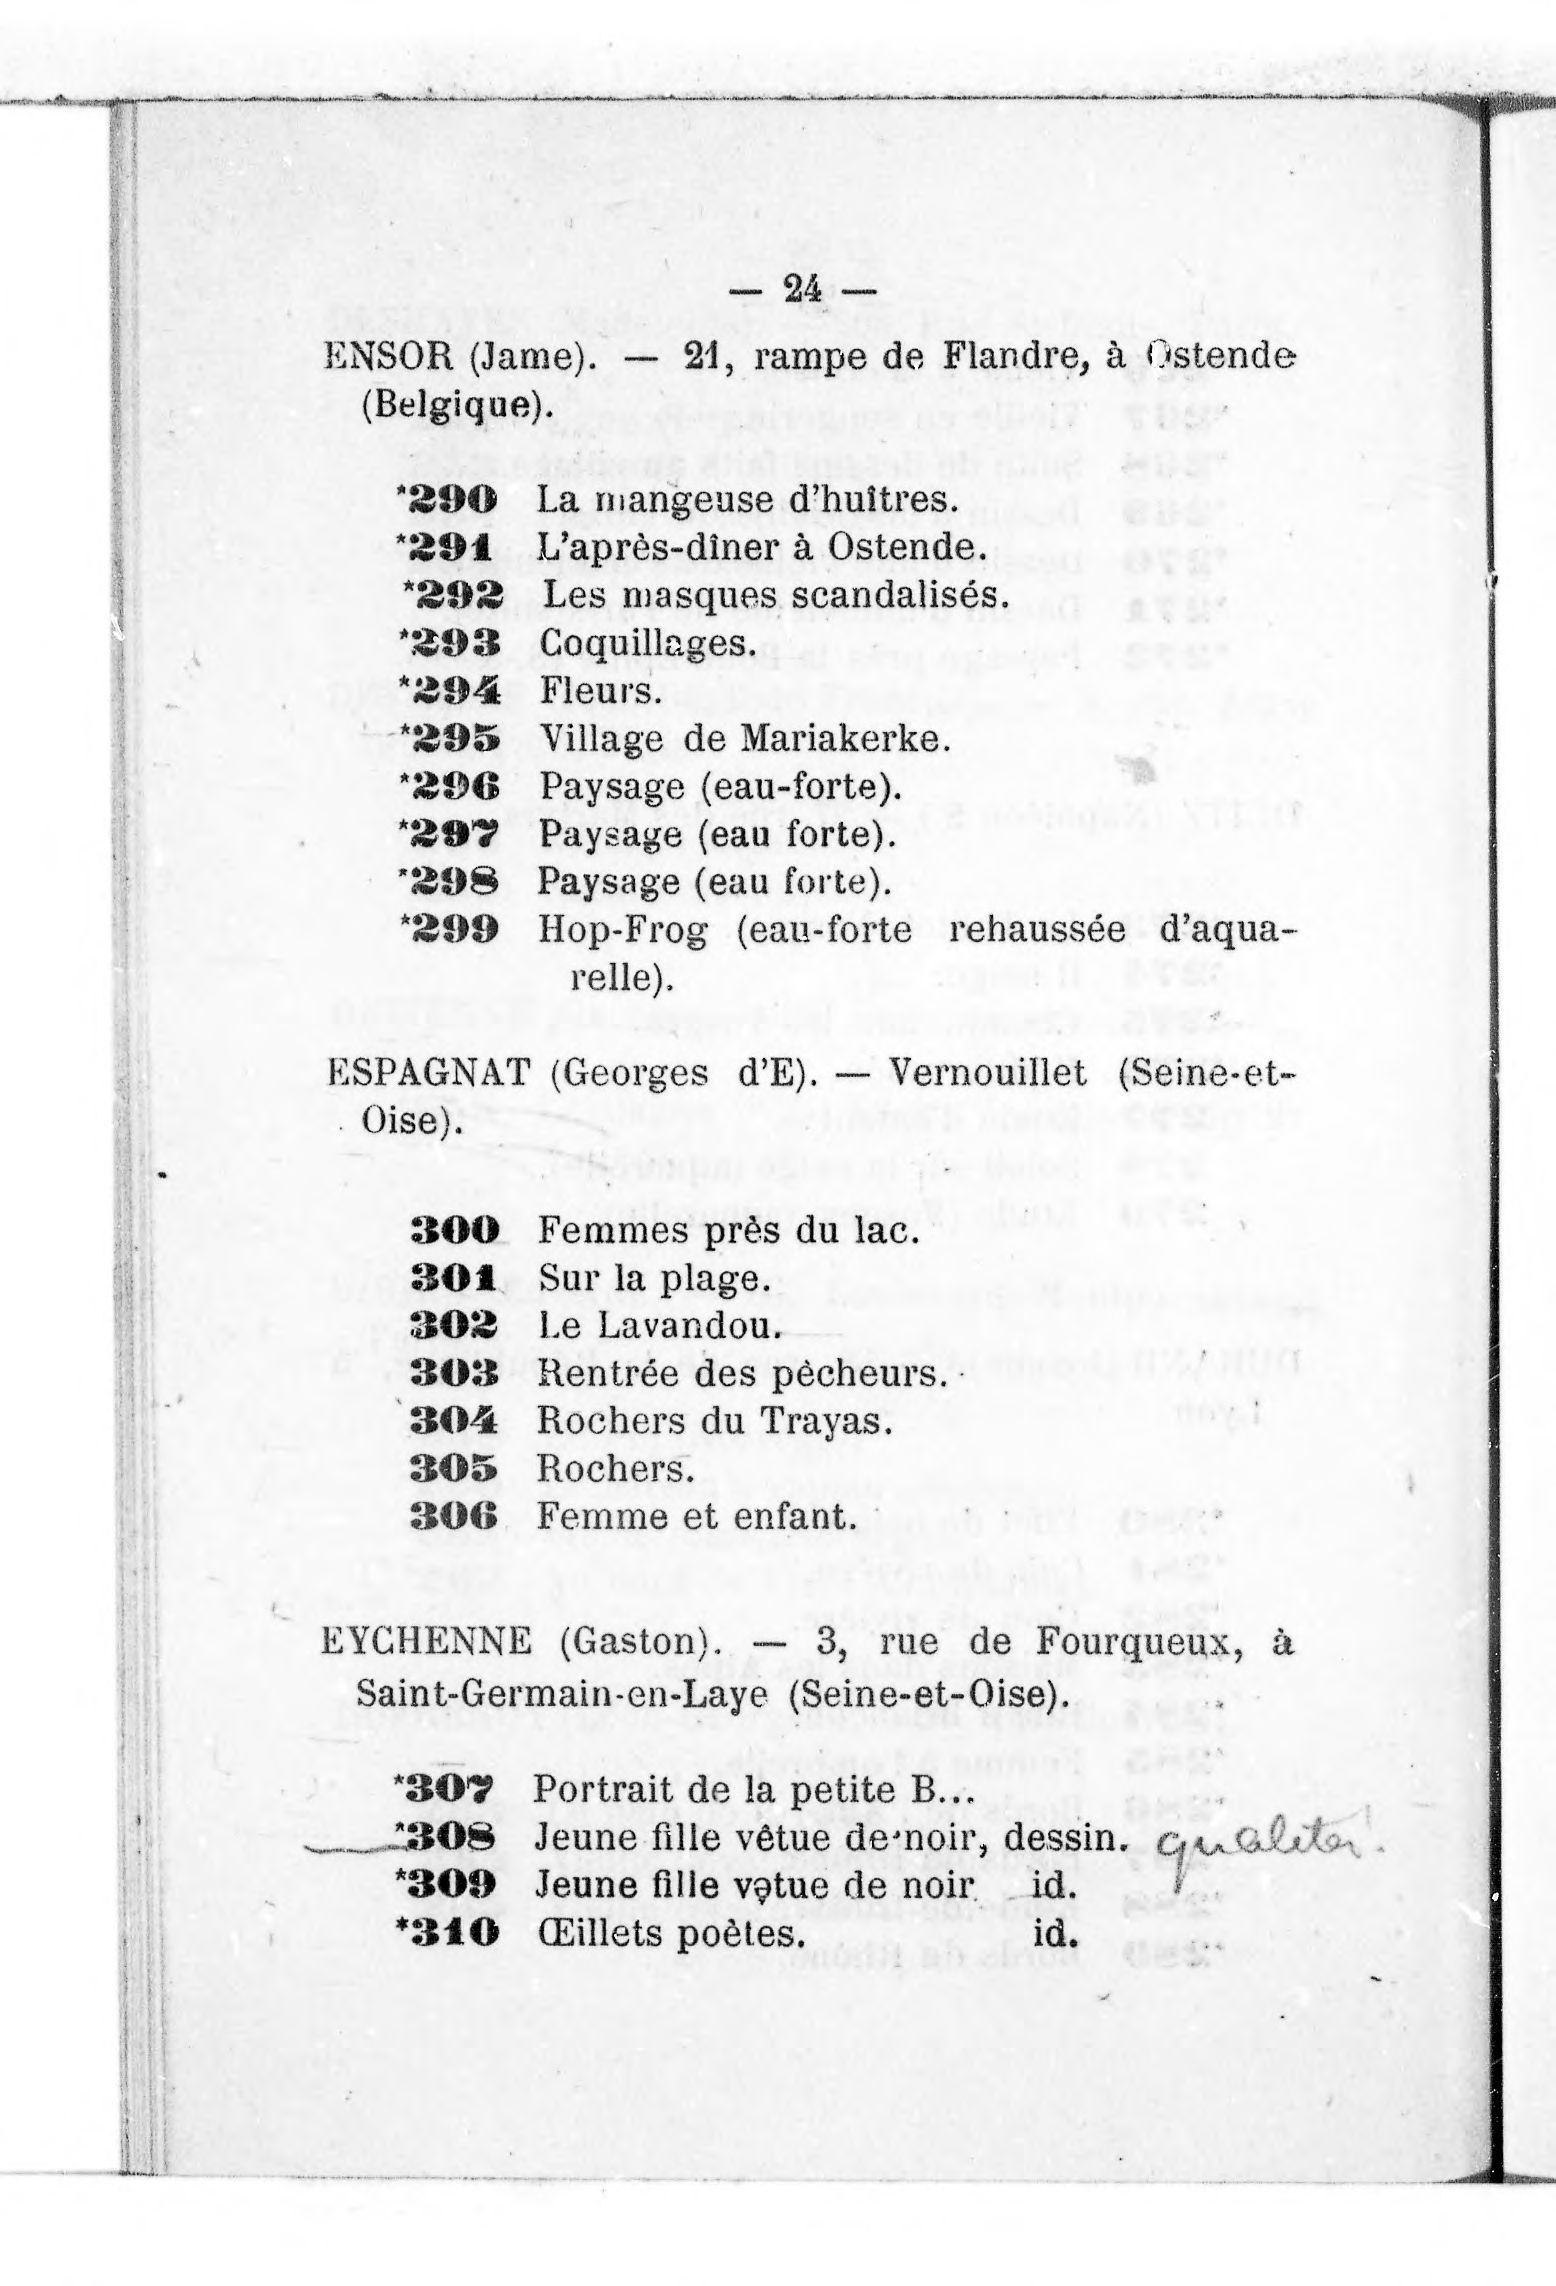 — 24 —
ENSOR (Jame). — 21, rampe de Flandre, à Ostende
(Belgique).
*290 La mangeuse d'huîtres.
*291 L'après-dîner à Ostende.
*292 Les masques scandalisés.
*293 Coquillages.
*294 Fleurs.
*295 Village de Mariakerke.
*296 Paysage (eau-forte).
*297 Paysage (eau forte).
*298 Paysage (eau forte).
*299 Hop-Frog (eau-forte rehaussée d'aqua-
relle).
ESPAGNAT (Georges d'E). — Vernouillet (Seine-et-
Oise).
300 Femmes près du lac.
301 Sur la plage.
302 Le Lavandou.
303 Rentrée des pêcheurs.
304 Rochers du Trayas.
305 Rochers.
306 Femme et enfant.
EYCHENNE (Gaston). — 3, rue de Fourqueux, à
Saint-Germain-en-Laye (Seine-et-Oise).
*307 Portrait de la petite B...
*308 Jeune fille vêtue de noir, dessin. qualiter
*309 Jeune fille vętue de noir id.
*310 Œillets poètes. id.